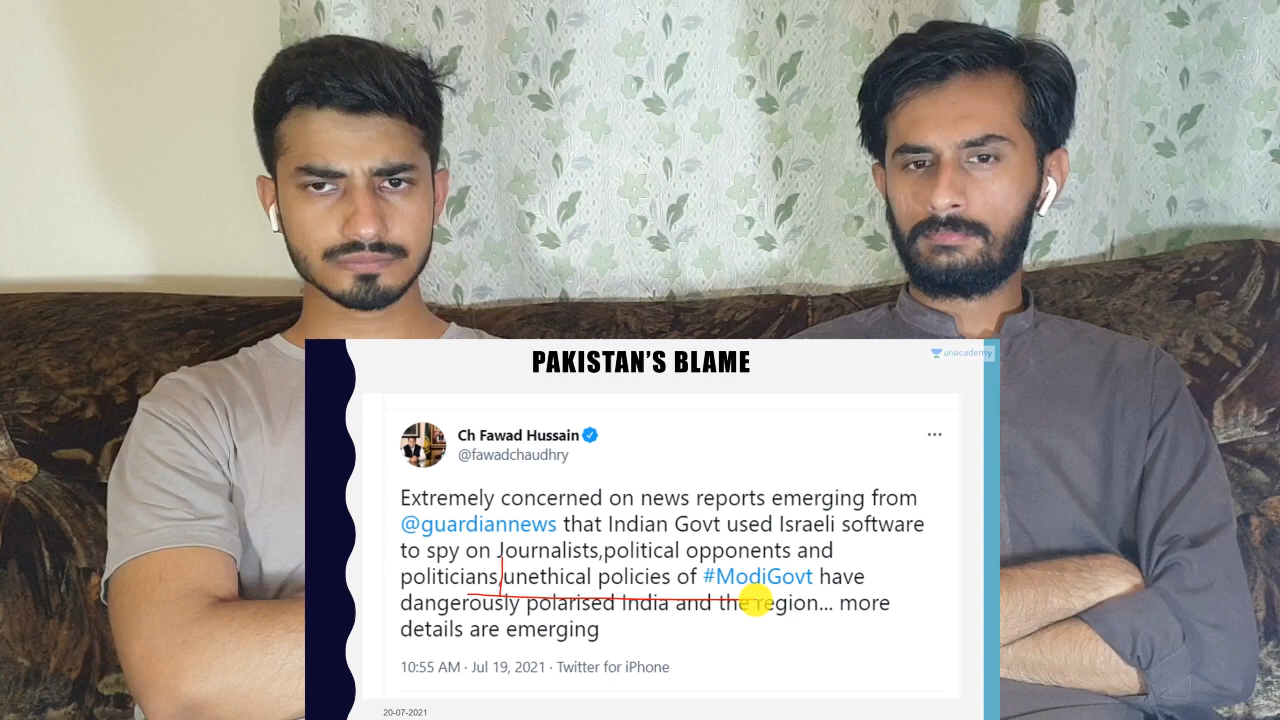 PAKISTAN'S BLAME
unacademy
Ch Fawad Hussain
@fawadchaudhry
Extremely concerned on news reports emerging from
@guardiannews that Indian Govt used Israeli software
to spy on Journalists,political opponents and
politicians,unethical policies of #ModiGovt have
dangerously polarised India and the region... more
details are emerging
10:55 AM · Jul 19, 2021 · Twitter for iPhone
20-07-2021